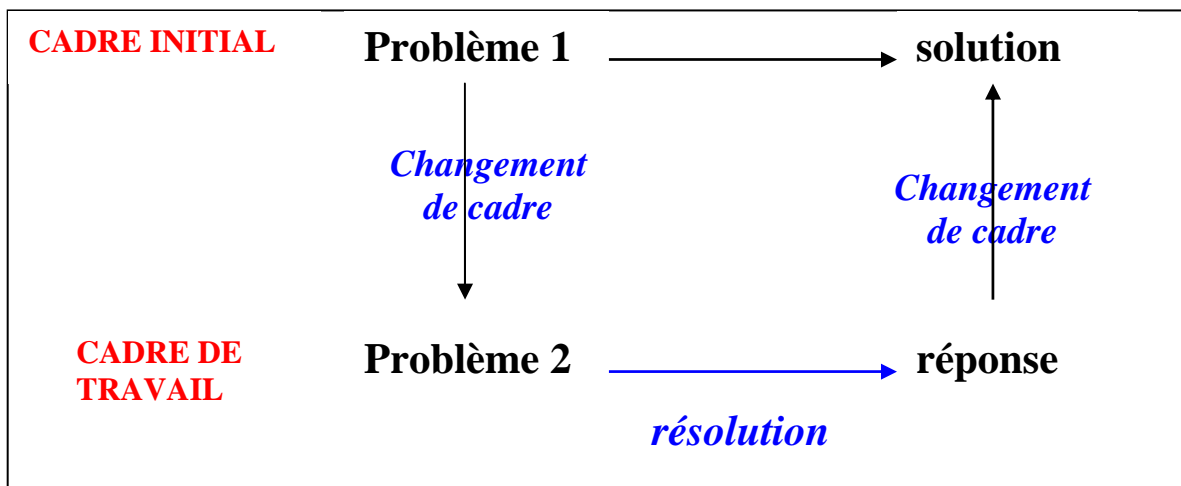 CADRE INITIAL
Problème 1
solution
Changement
de cadre
Changement
de cadre
CADRE DE
TRAVAIL
Problème 2
réponse
résolution